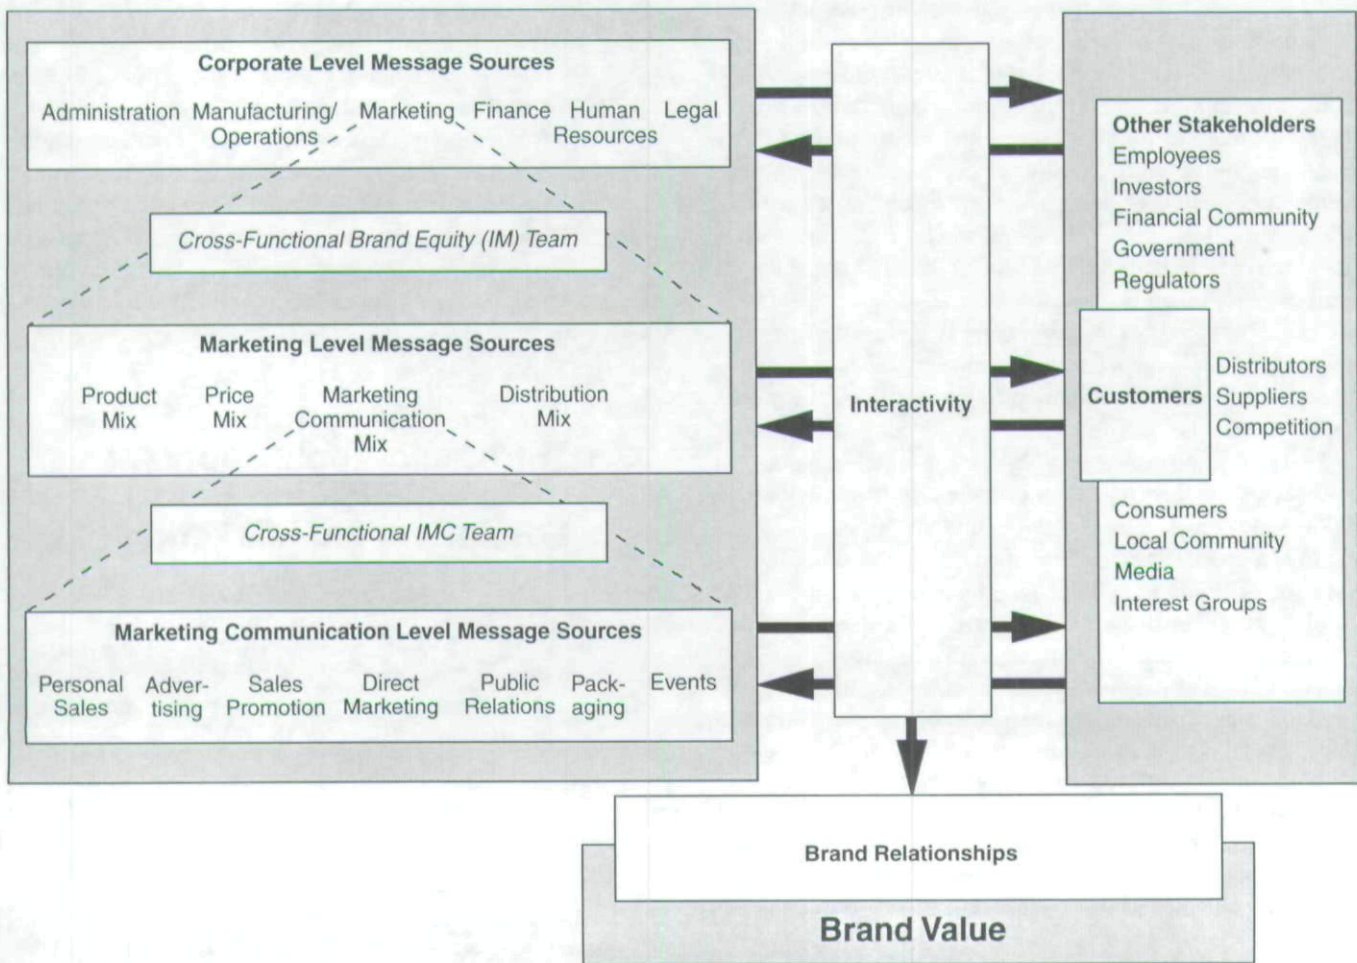 Corporate Level Message Sources
Administration Manufacturing/ Marketing Finance Human Legal
Operations Resources
Cross-Functional Brand Equity (IM) Team
Marketing Level Message Sources
Product Price Marketing Distribution
Mix Mix Communication Mix
Mix
Cross-Functional IMC Team
Marketing Communication Level Message Sources
Personal Adver- Sales Direct Public Pack- Events
Sales tising Promotion Marketing Relations aging
Interactivity
Other Stakeholders
Employees
Investors
Financial Community
Government
Regulators
Customers
Distributors
Suppliers
Competition
Consumers
Local Community
Media
Interest Groups
Brand Relationships
Brand Value